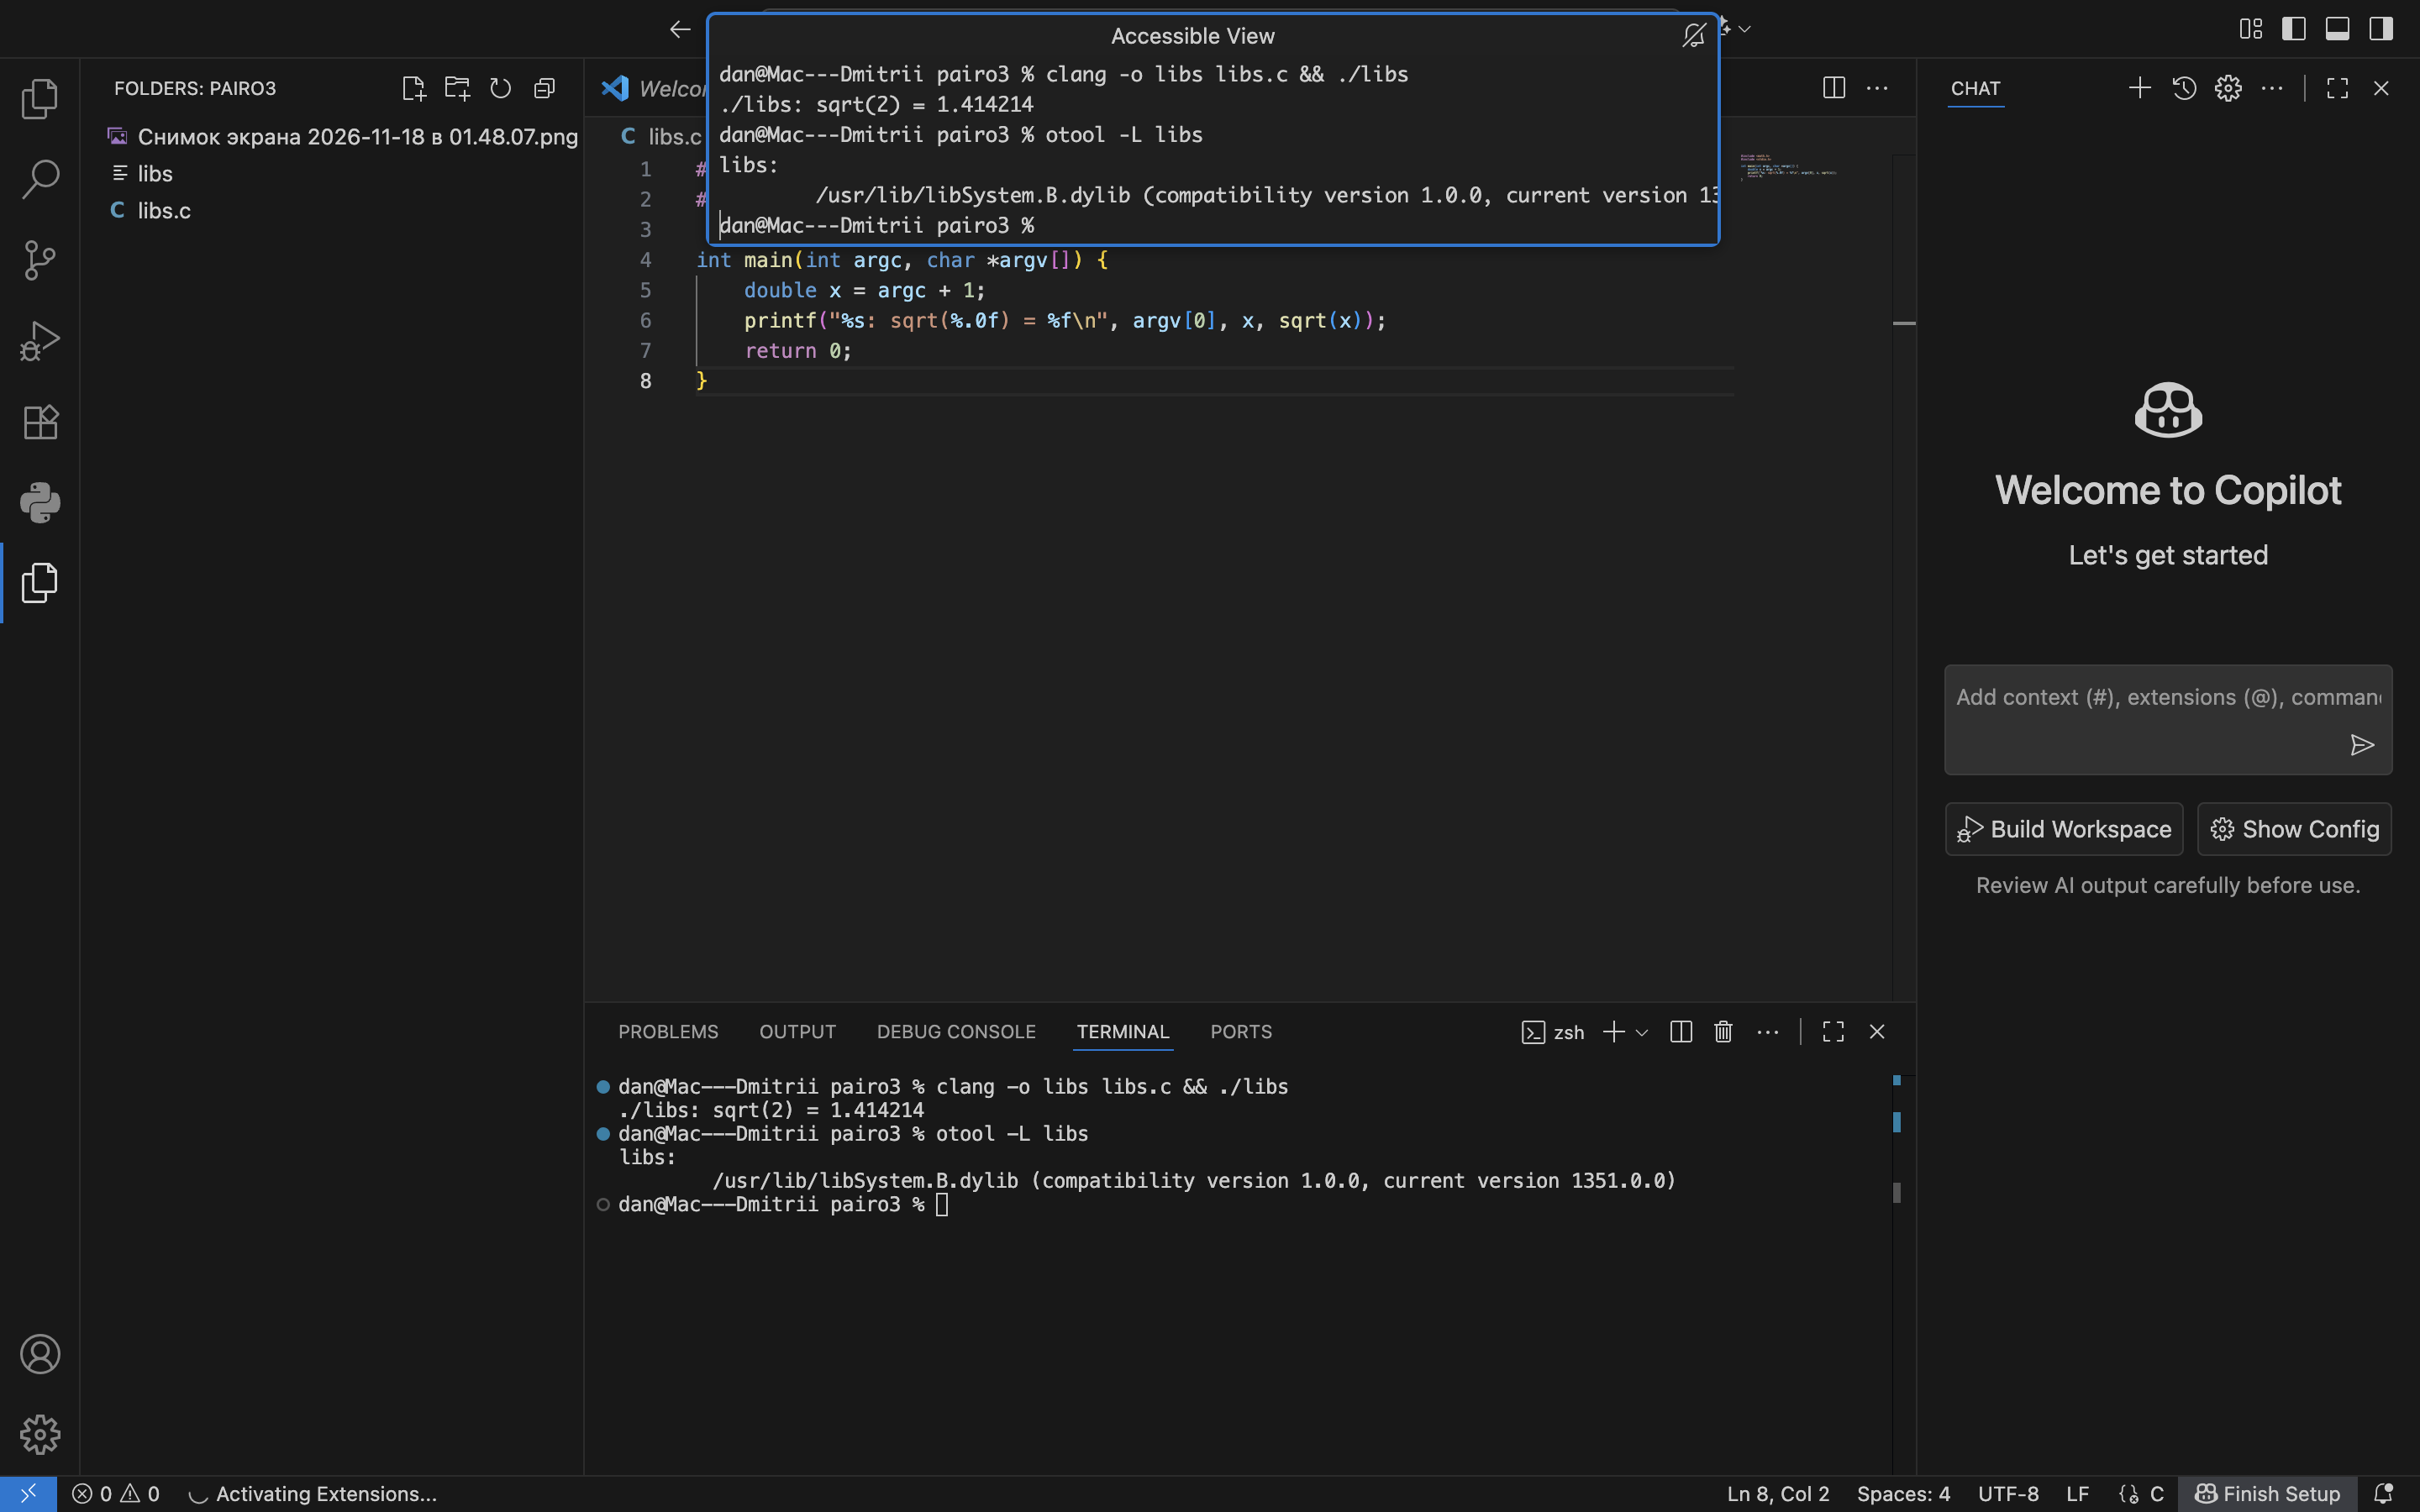 Accessible View
dan@Mac---Dmitrii pairo3 % clang -o libs libs.c && ./libs
./libs: sqrt(2) = 1.414214
dan@Mac---Dmitrii pairo3 % otool -L libs
libs:
/usr/lib/libSystem.B.dylib (compatibility version 1.0.0, current version 13
dan@Mac---Dmitrii pairo3 %
FOLDERS: PAIRO3
Снимок экрана 2026-11-18 в 01.48.07.png
libs
libs.c
libs.c
1 #
2 #
3
4 int main(int argc, char *argv[]) {
5 double x = argc + 1;
6 printf("%s: sqrt(%.0f) = %f\n", argv[0], x, sqrt(x));
7 return 0;
8 }
PROBLEMS OUTPUT DEBUG CONSOLE TERMINAL PORTS zsh
dan@Mac---Dmitrii pairo3 % clang -o libs libs.c && ./libs
./libs: sqrt(2) = 1.414214
dan@Mac---Dmitrii pairo3 % otool -L libs
libs:
/usr/lib/libSystem.B.dylib (compatibility version 1.0.0, current version 1351.0.0)
dan@Mac---Dmitrii pairo3 %
CHAT
Welcome to Copilot
Let's get started
Add context (#), extensions (@), comman
Build Workspace Show Config
Review AI output carefully before use.
0 0 Activating Extensions...
Ln 8, Col 2 Spaces: 4 UTF-8 LF C Finish Setup